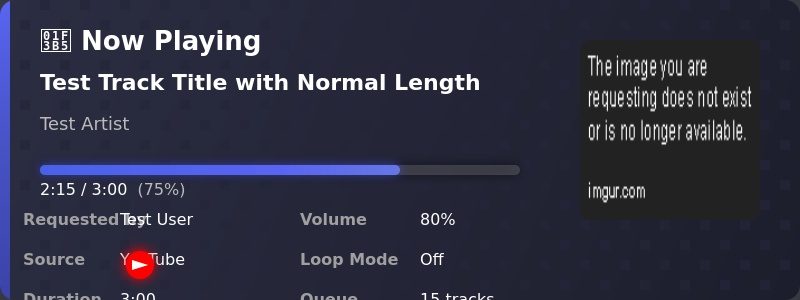 Now Playing
Test Track Title with Normal Length
Test Artist
2:15 / 3:00 (75%)
Requested by Test User Volume 80%
Source YouTube Loop Mode Off
Duration 3:00 Queue 15 tracks
The image you are
requesting does not exist
or is no longer available.
imgur.com